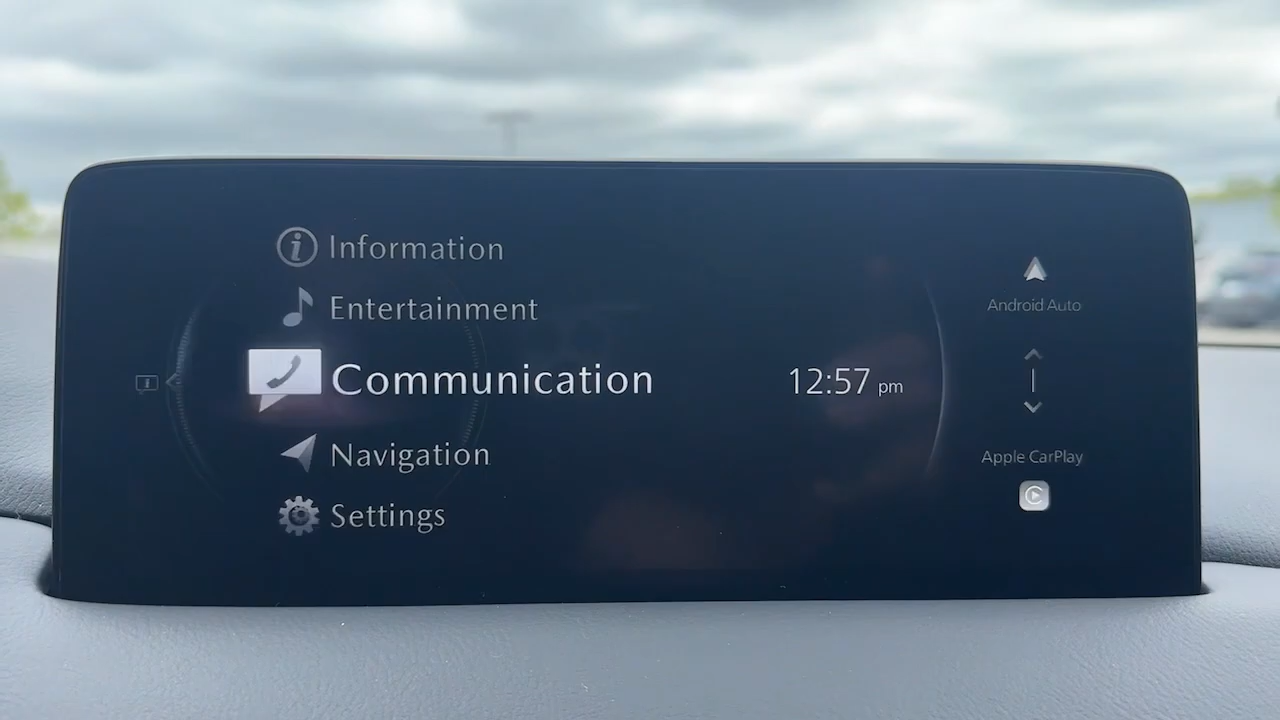 Information
Entertainment
Communication
Navigation
Settings
12:57 pm
Android Auto
Apple CarPlay